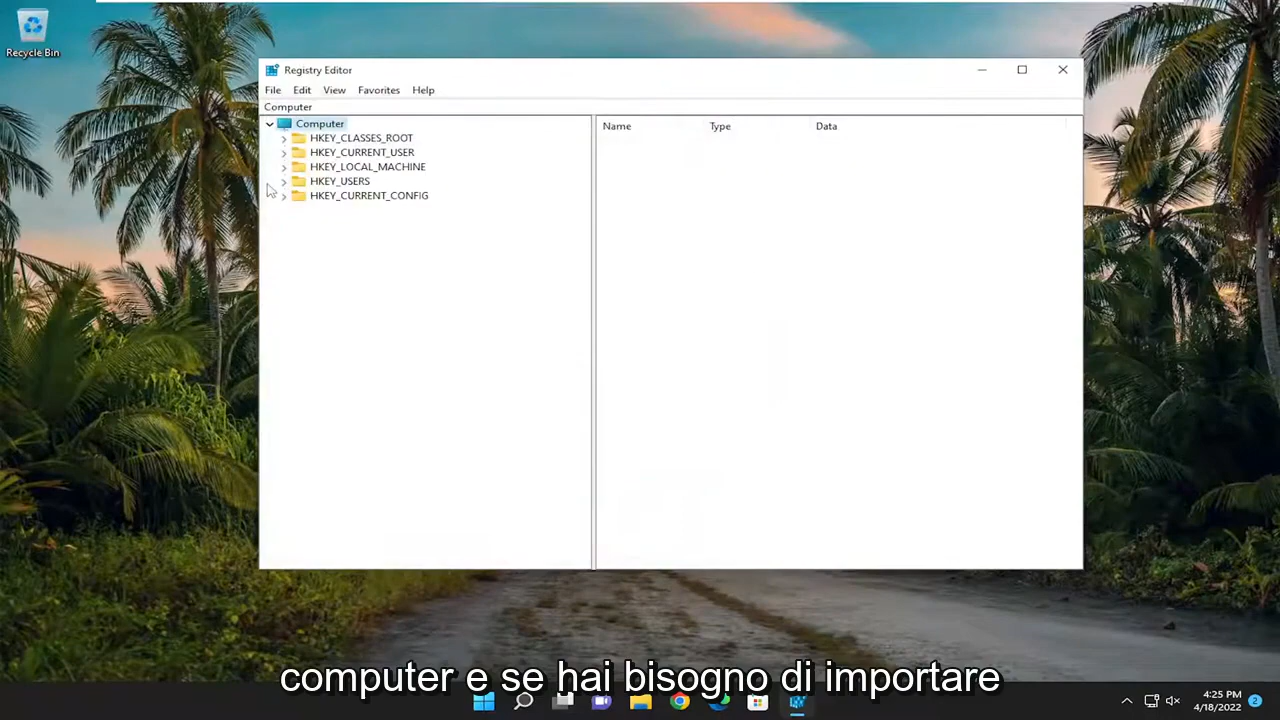 Recycle Bin
Registry Editor
File Edit View Favorites Help
Computer
Computer
HKEY_CLASSES_ROOT
HKEY_CURRENT_USER
HKEY_LOCAL_MACHINE
HKEY_USERS
HKEY_CURRENT_CONFIG
Name Type Data
computer e se hai bisogno di importare
4:25 PM
4/18/2022
2